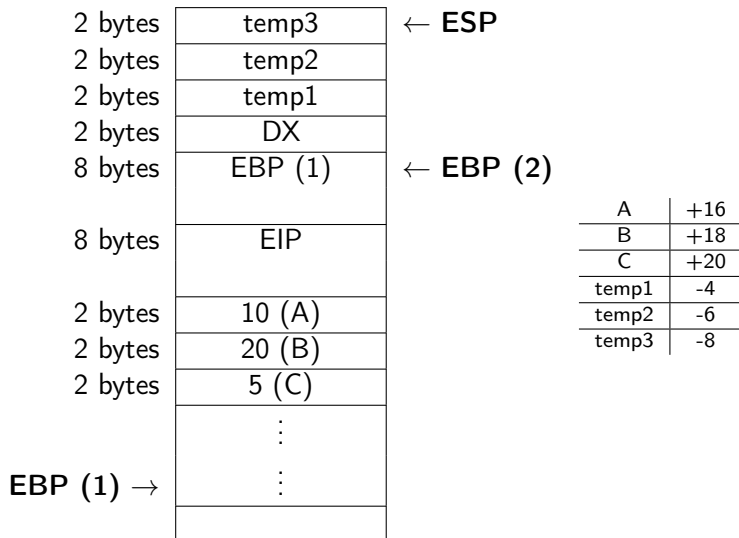 2 bytes temp3 ← ESP
2 bytes temp2
2 bytes temp1
2 bytes DX
8 bytes EBP (1) ← EBP (2)
8 bytes EIP
2 bytes 10 (A)
2 bytes 20 (B)
2 bytes 5 (C)
⋮
EBP (1) → ⋮
A +16
B +18
C +20
temp1 -4
temp2 -6
temp3 -8